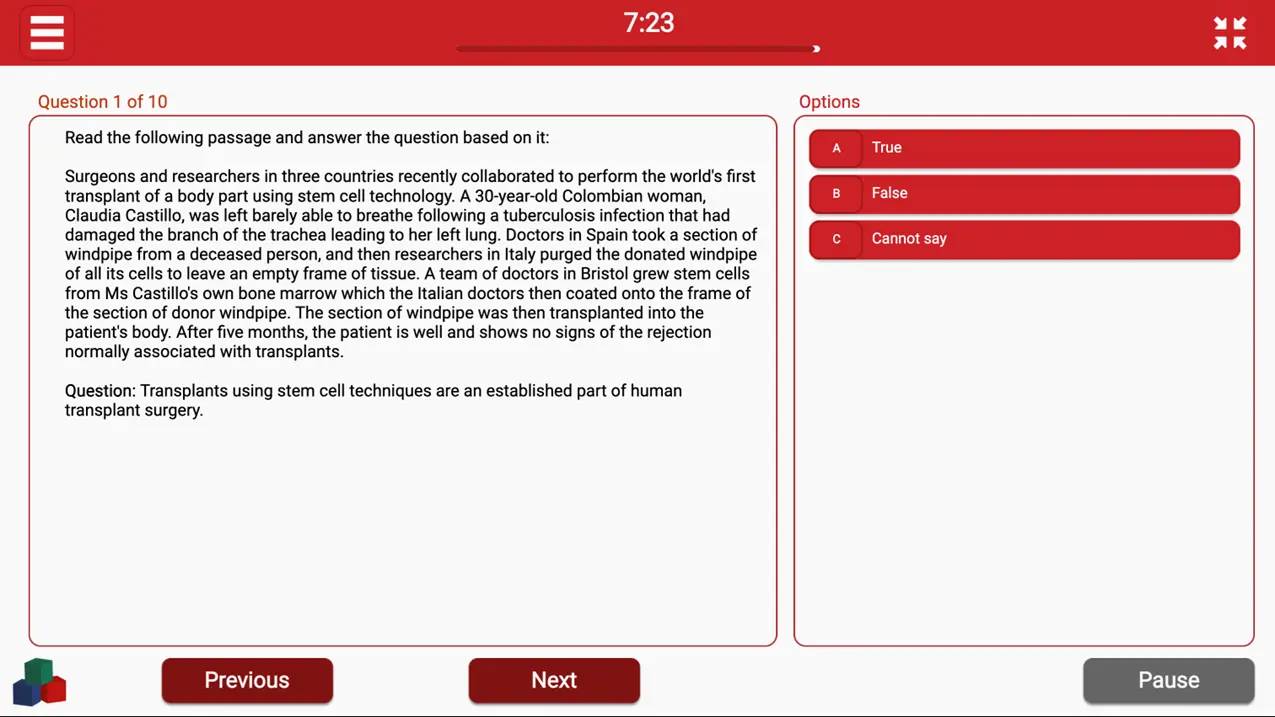 7:23
Question 1 of 10
Read the following passage and answer the question based on it:
Surgeons and researchers in three countries recently collaborated to perform the world's first
transplant of a body part using stem cell technology. A 30-year-old Colombian woman,
Claudia Castillo, was left barely able to breathe following a tuberculosis infection that had
damaged the branch of the trachea leading to her left lung. Doctors in Spain took a section of
windpipe from a deceased person, and then researchers in Italy purged the donated windpipe
of all its cells to leave an empty frame of tissue. A team of doctors in Bristol grew stem cells
from Ms Castillo's own bone marrow which the Italian doctors then coated onto the frame of
the section of donor windpipe. The section of windpipe was then transplanted into the
patient's body. After five months, the patient is well and shows no signs of the rejection
normally associated with transplants.
Question: Transplants using stem cell techniques are an established part of human
transplant surgery.
Options
A True
B False
C Cannot say
Previous
Next
Pause